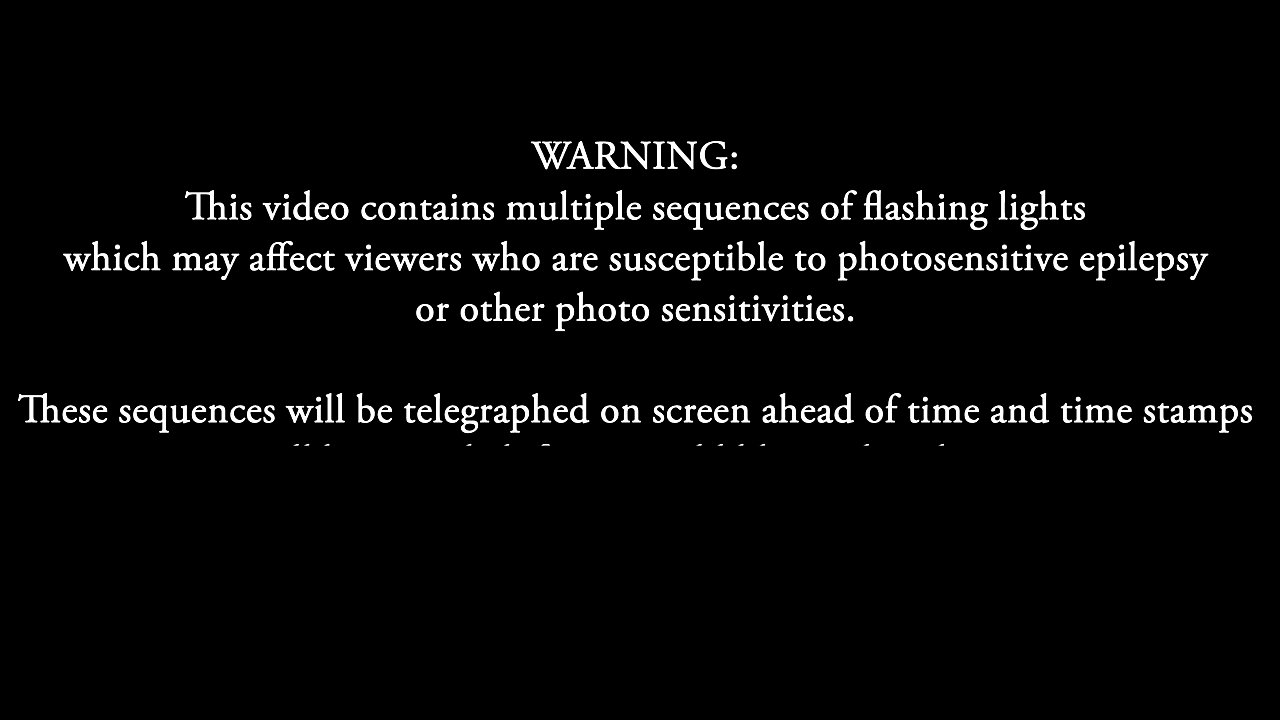 WARNING:
This video contains multiple sequences of flashing lights
which may affect viewers who are susceptible to photosensitive epilepsy
or other photo sensitivities.
These sequences will be telegraphed on screen ahead of time and time stamps